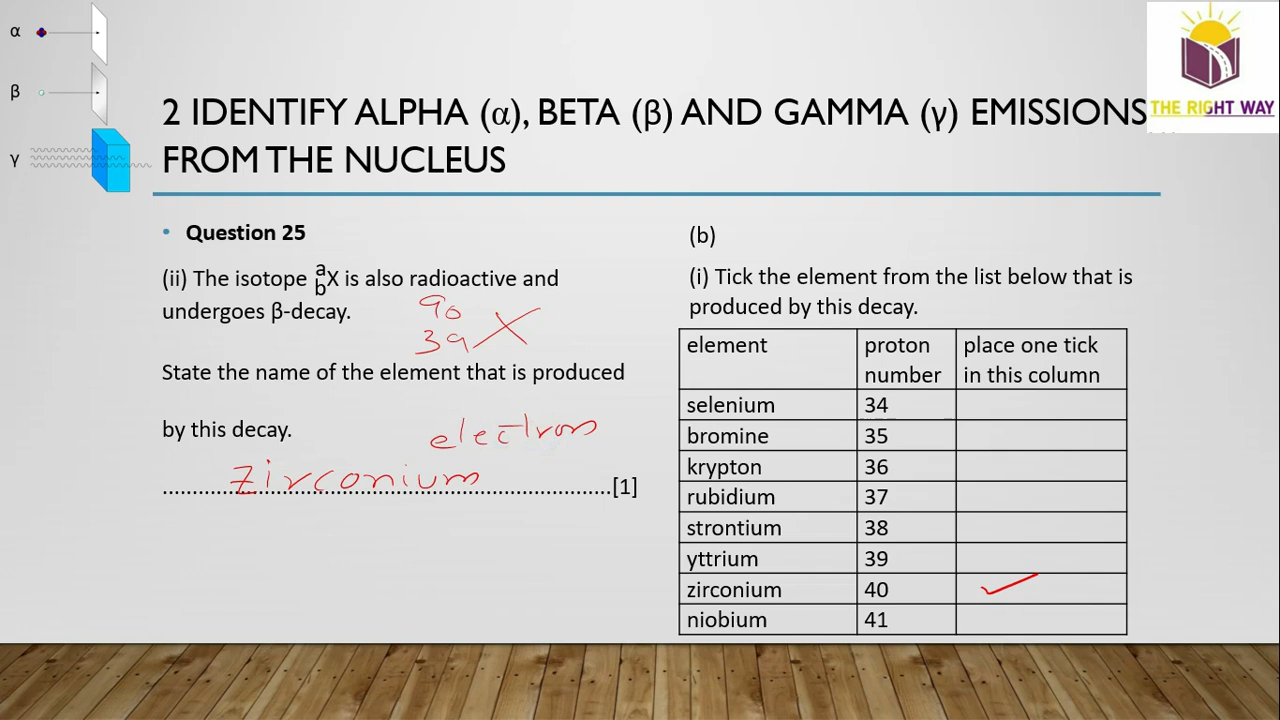 α
β
γ
THE RIGHT WAY
2 IDENTIFY ALPHA (α), BETA (β) AND GAMMA (γ) EMISSIONS
FROM THE NUCLEUS
• Question 25
(ii) The isotope a b X is also radioactive and
undergoes β-decay.
90
39 X
State the name of the element that is produced
by this decay.
electron
zirconium
[1]
(b)
(i) Tick the element from the list below that is
produced by this decay.
element proton number place one tick in this column
selenium 34
bromine 35
krypton 36
rubidium 37
strontium 38
yttrium 39
zirconium 40 ✓
niobium 41